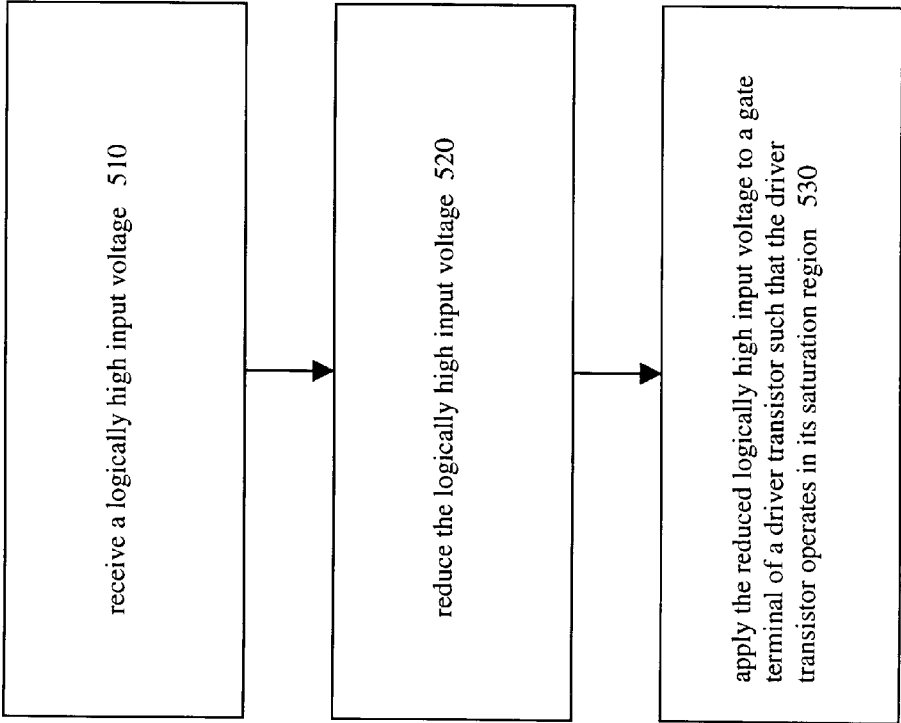 receive a logically high input voltage 510
reduce the logically high input voltage 520
apply the reduced logically high input voltage to a gate
terminal of a driver transistor such that the driver
transistor operates in its saturation region 530